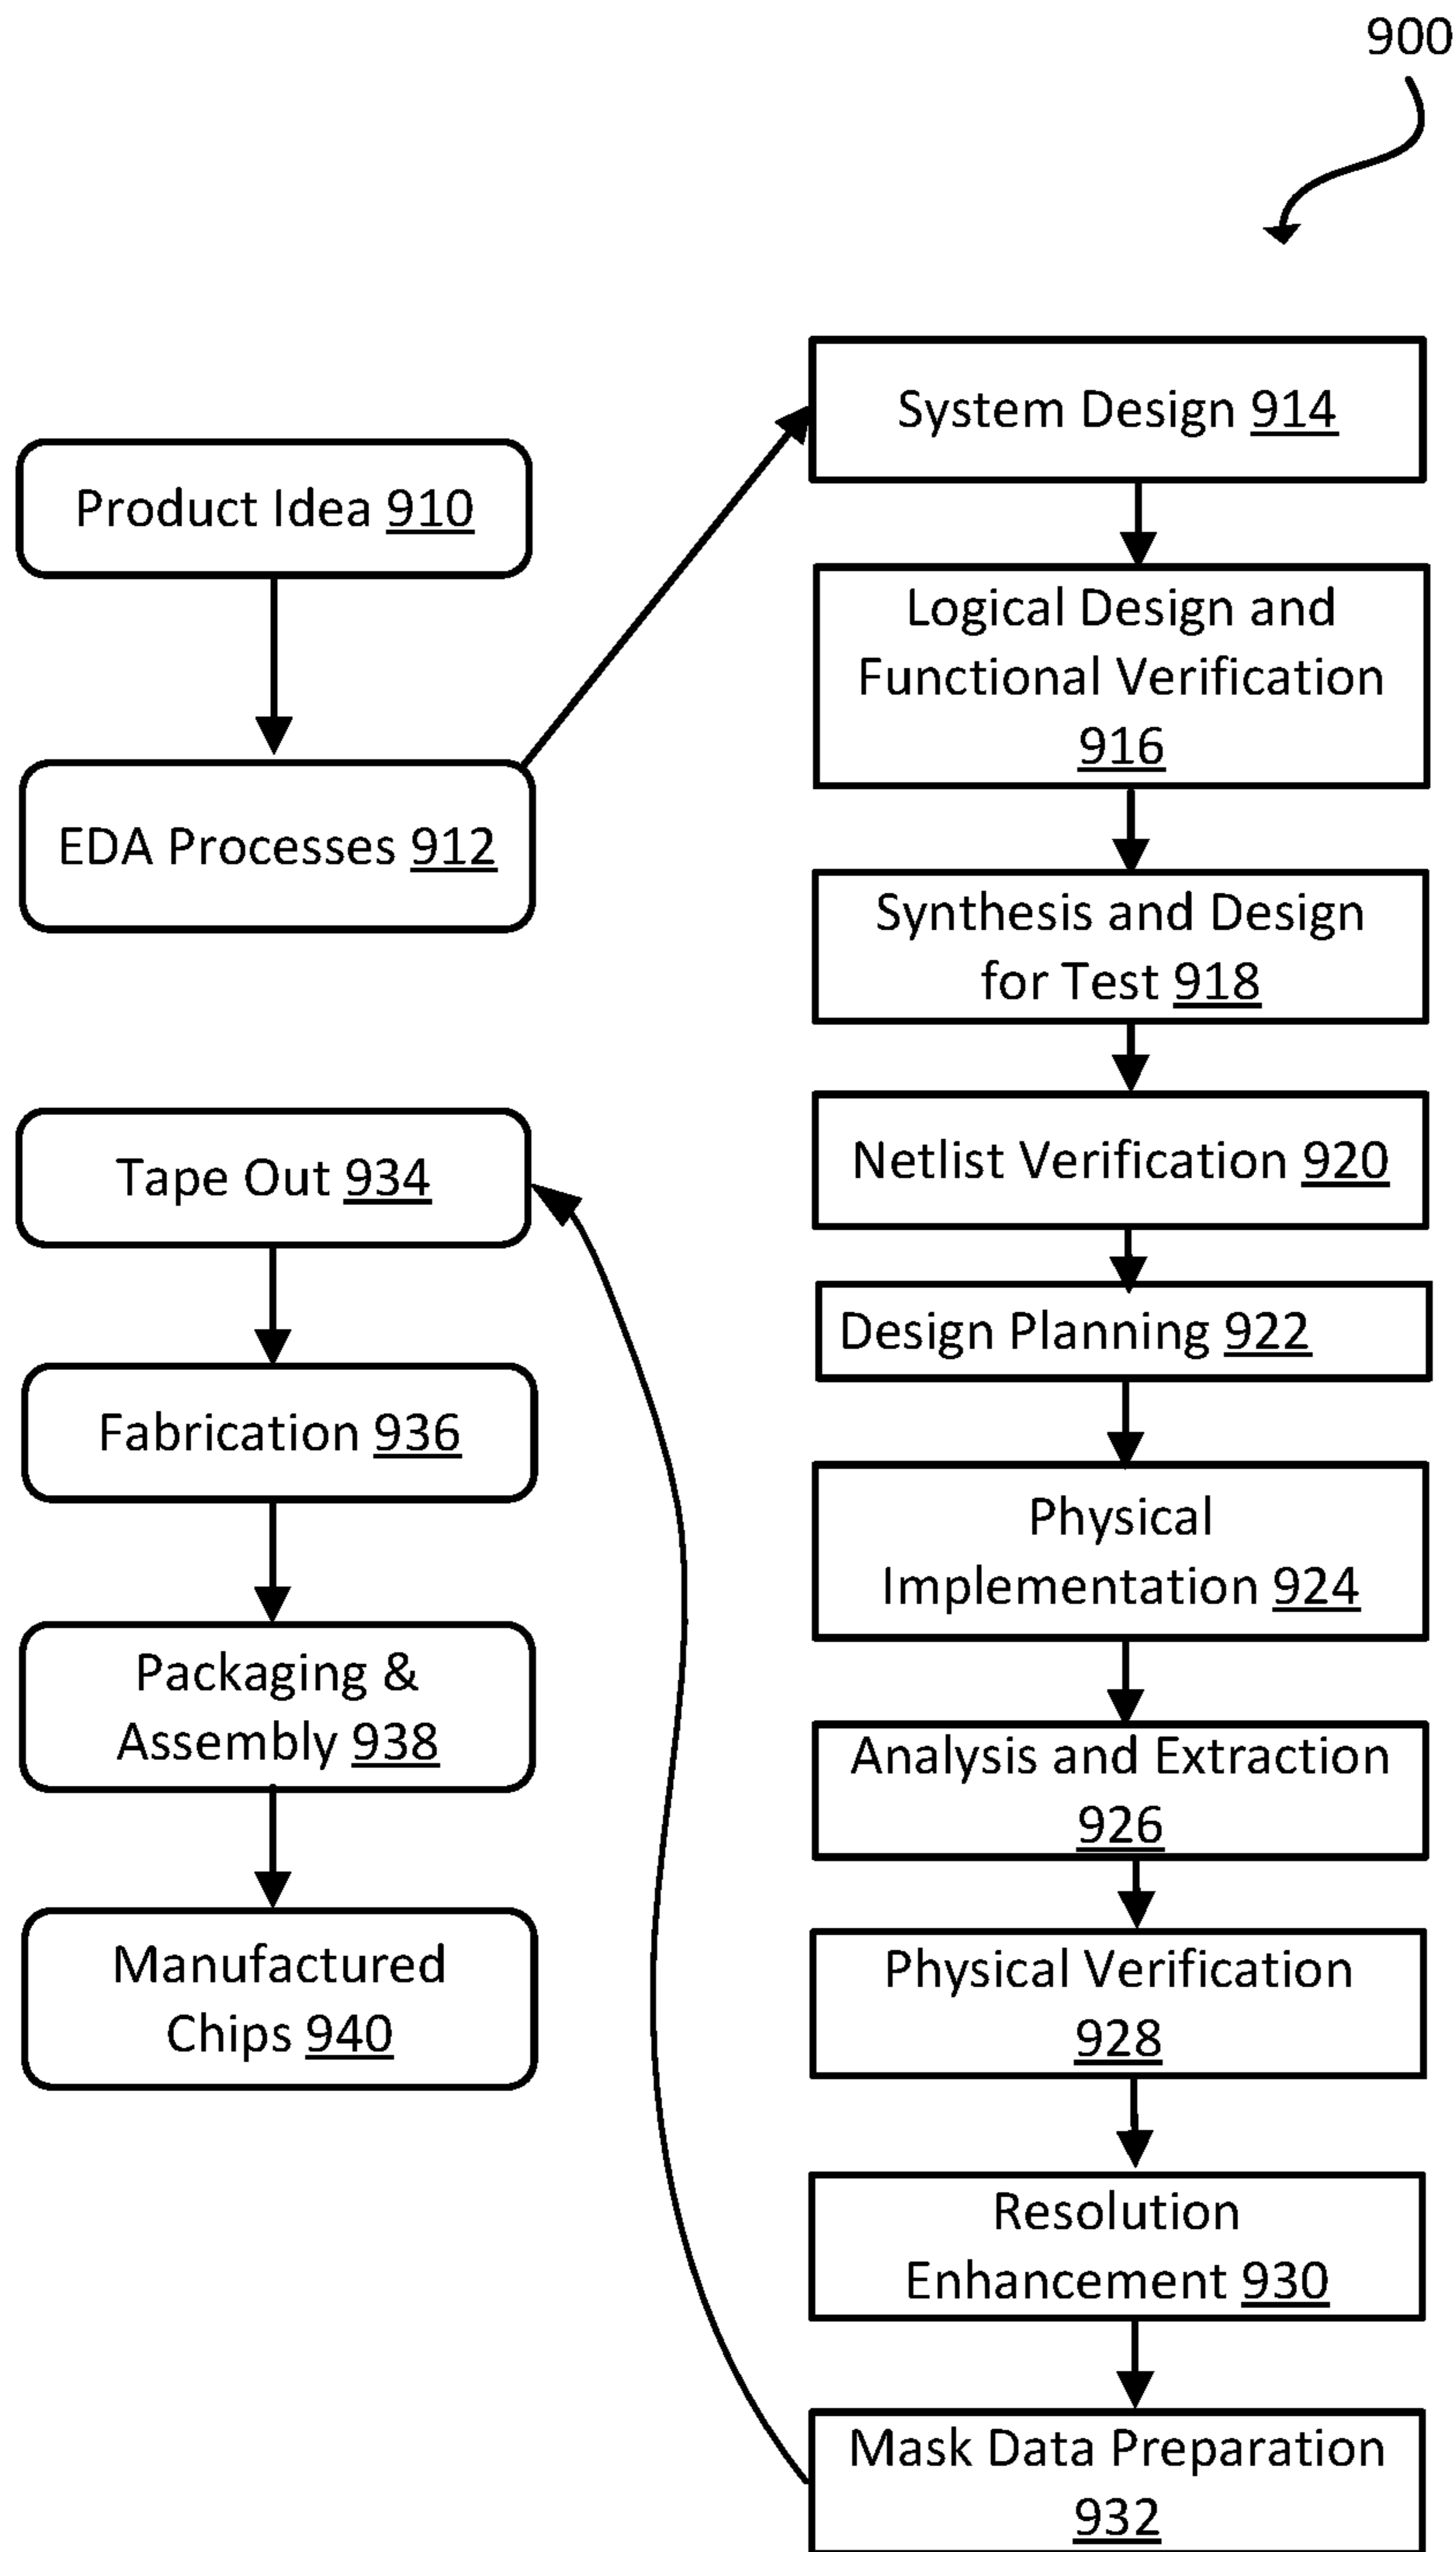 900
Product Idea 910
EDA Processes 912
System Design 914
Logical Design and
Functional Verification
916
Synthesis and Design
for Test 918
Netlist Verification 920
Design Planning 922
Physical
Implementation 924
Analysis and Extraction
926
Physical Verification
928
Resolution
Enhancement 930
Mask Data Preparation
932
Tape Out 934
Fabrication 936
Packaging &
Assembly 938
Manufactured
Chips 940